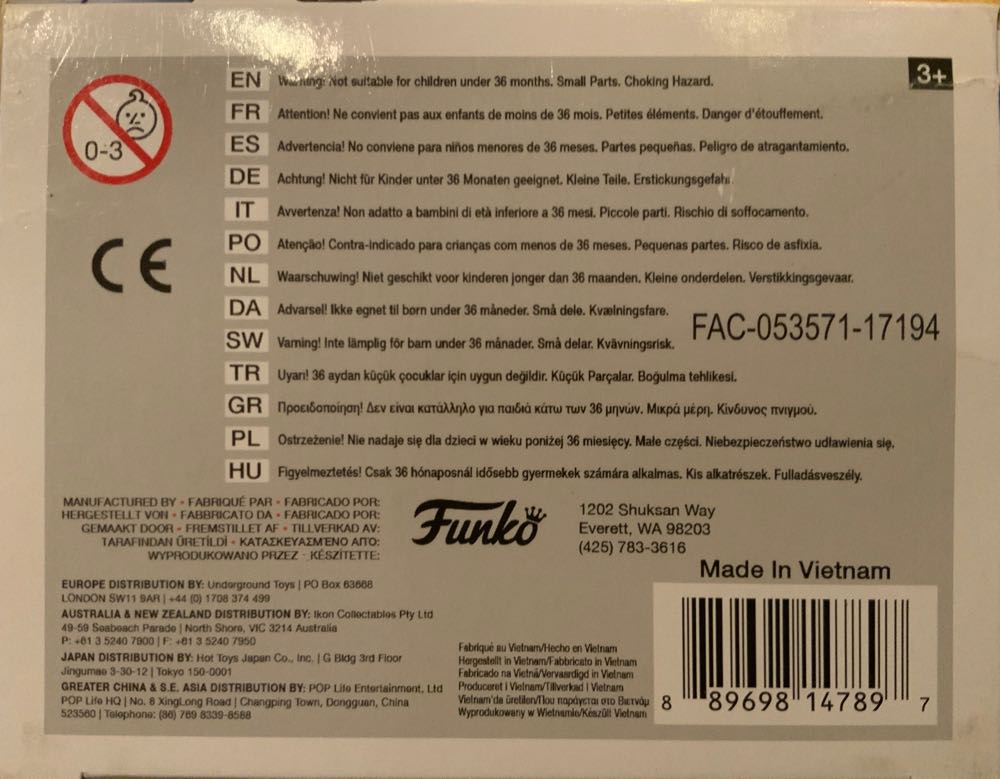 3+
0-3
CE
EN Warning: Not suitable for children under 36 months. Small Parts. Choking Hazard.
FR Attention! Ne convient pas aux enfants de moins de 36 mois. Petites éléments. Danger d'étouffement.
ES Advertencia! No conviene para niños menores de 36 meses. Partes pequeñas. Peligro de atragantamiento.
DE Achtung! Nicht für Kinder unter 36 Monaten geeignet. Kleine Teile. Erstickungsgefahr.
IT Avvertenza! Non adatto a bambini di età inferiore a 36 mesi. Piccole parti. Rischio di soffocamento.
PO Atenção! Contra-indicado para crianças com menos de 36 meses. Pequenas partes. Risco de asfixia.
NL Waarschuwing! Niet geschikt voor kinderen jonger dan 36 maanden. Kleine onderdelen. Verstikkingsgevaar.
DA Advarsel! Ikke egnet til born under 36 måneder. Små dele. Kvælningsfare.
SW Varning! Inte lämplig för barn under 36 månader. Små delar. Kvävningsrisk.
FAC-053571-17194
TR Uyarı! 36 aydan küçük çocuklar için uygun değildir. Küçük Parçalar. Boğulma tehlikesi.
GR Προειδοποίηση! Δεν είναι κατάλληλο για παιδιά κάτω των 36 μηνών. Μικρά μέρη. Κίνδυνος πνιγμού.
PL Ostrzeżenie! Nie nadaje się dla dzieci w wieku poniżej 36 miesięcy. Małe części. Niebezpieczeństwo udławienia się.
HU Figyelmeztetés! Csak 36 hónaposnál idősebb gyermekek számára alkalmas. Kis alkatrészek. Fulladásveszély.
MANUFACTURED BY • FABRIQUÉ PAR • FABRICADO POR:
HERGESTELLT VON • FABBRICATO DA • FABRICADO POR:
GEMAAKT DOOR • FREMSTILLET AF • TILLVERKAD AV:
TARAFINDAN ÜRETİLDİ • ΚΑΤΑΣΚΕΥΑΣΜΕΝΟ ΑΠΟ:
WYPRODUKOWANO PRZEZ • KÉSZÍTETTE:
Funko
1202 Shuksan Way
Everett, WA 98203
(425) 783-3616
EUROPE DISTRIBUTION BY: Underground Toys | PO Box 63668
LONDON SW11 9AR | +44 (0) 1708 374 499
AUSTRALIA & NEW ZEALAND DISTRIBUTION BY: Ikon Collectables Pty Ltd
49-59 Seabeach Parade | North Shore, VIC 3214 Australia
P: +61 3 5240 7900 | F: +61 3 5240 7950
JAPAN DISTRIBUTION BY: Hot Toys Japan Co., Inc. | G Bldg 3rd Floor
Jingumae 3-30-12 | Tokyo 150-0001
GREATER CHINA & S.E. ASIA DISTRIBUTION BY: POP Life Entertainment, Ltd
POP Life HQ | No. 8 XingLong Road | Changping Town, Dongguan, China
523560 | Telephone: (86) 769 8339-8588
Fabriqué au Vietnam/Hecho en Vietnam
Hergestellt in Vietnam/Fabbricato in Vietnam
Fabricado na Vietnã/Vervaardigd in Vietnam
Produceret i Vietnam/Tillverkad i Vietnam
Vietnam'da üretilen/Που παράγεται στο Βιετνάμ
Wyprodukowany w Wietnamie/Készült Vietnam
Made In Vietnam
8 89698 14789 7